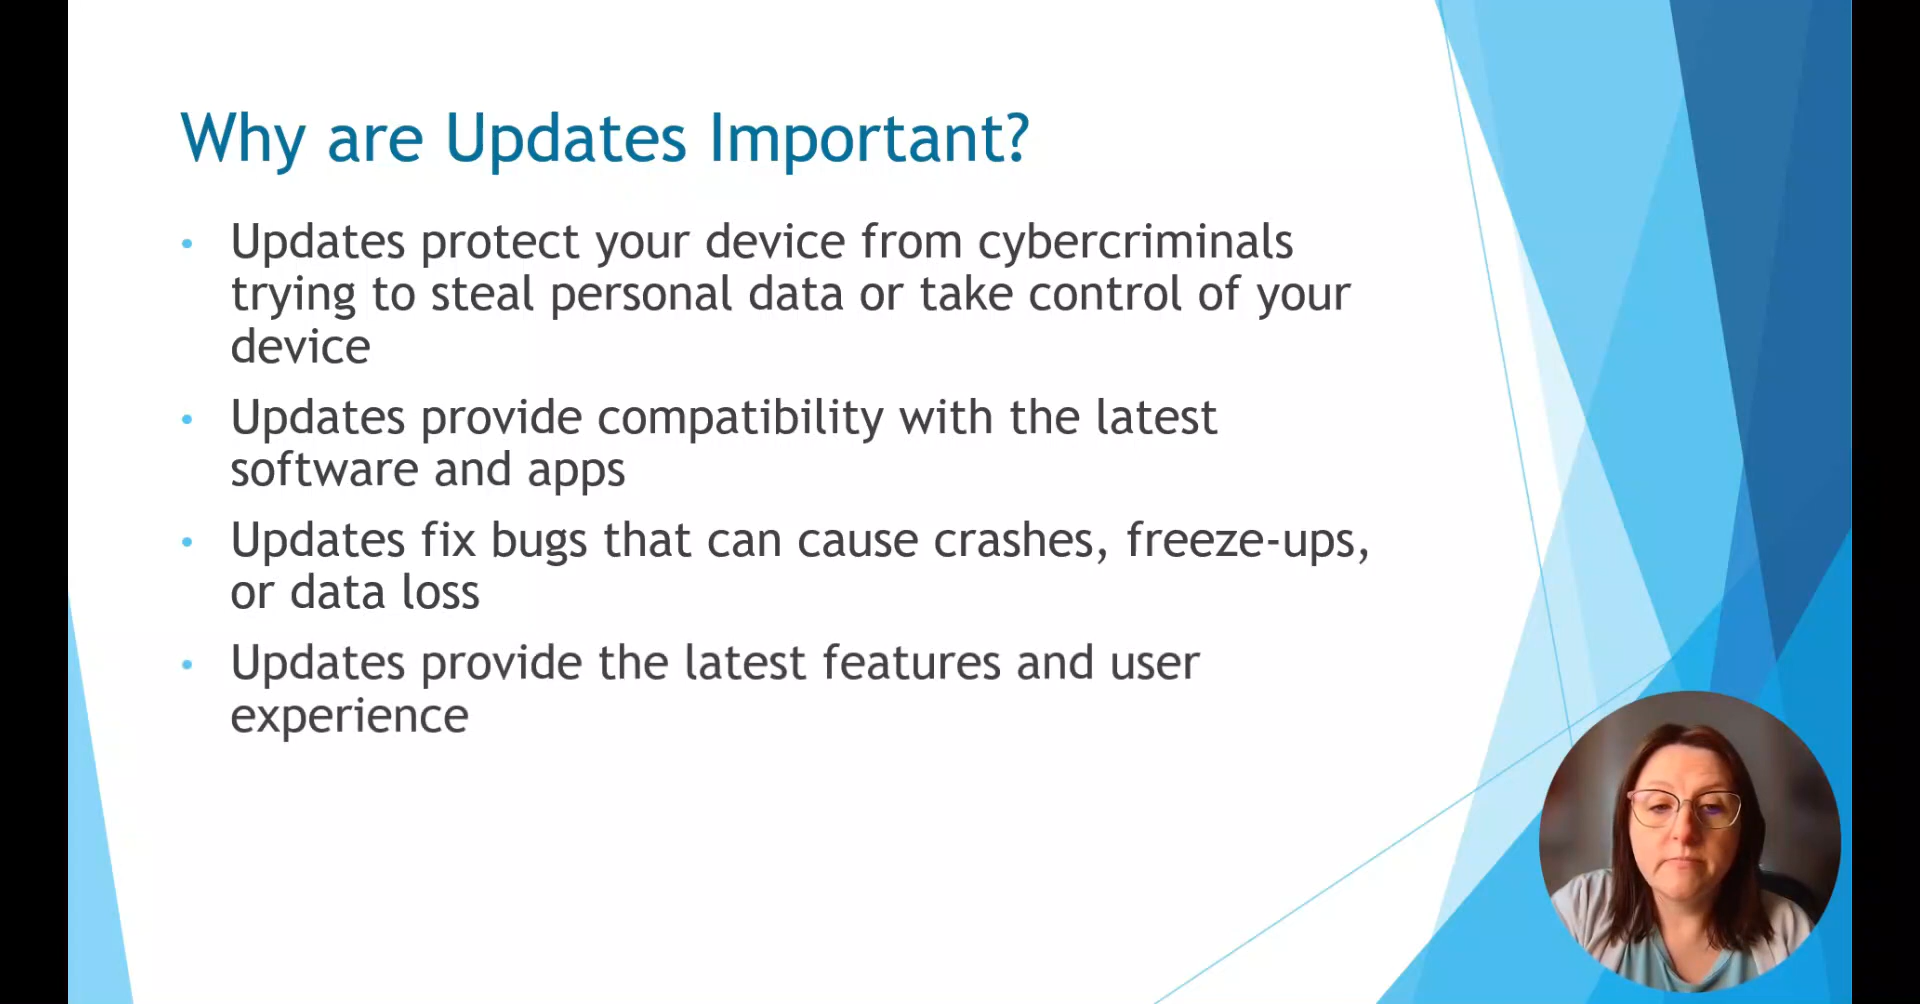 Why are Updates Important?
• Updates protect your device from cybercriminals
trying to steal personal data or take control of your
device
• Updates provide compatibility with the latest
software and apps
• Updates fix bugs that can cause crashes, freeze-ups,
or data loss
• Updates provide the latest features and user
experience